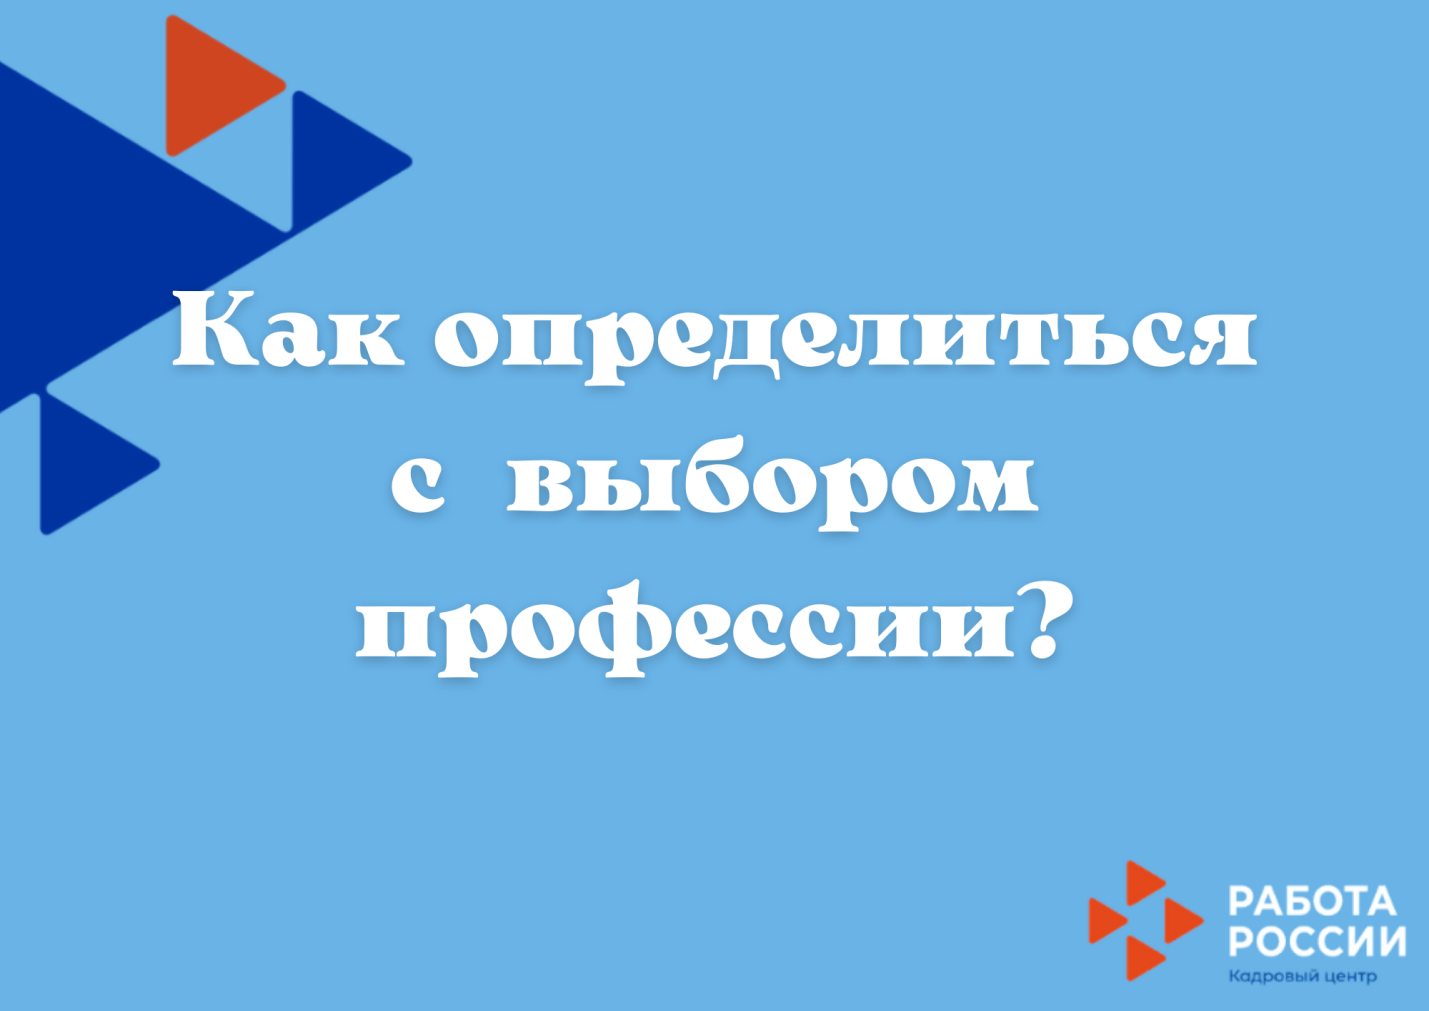 Как определиться
с выбором
профессии?
РАБОТА
РОССИИ
Кадровый центр